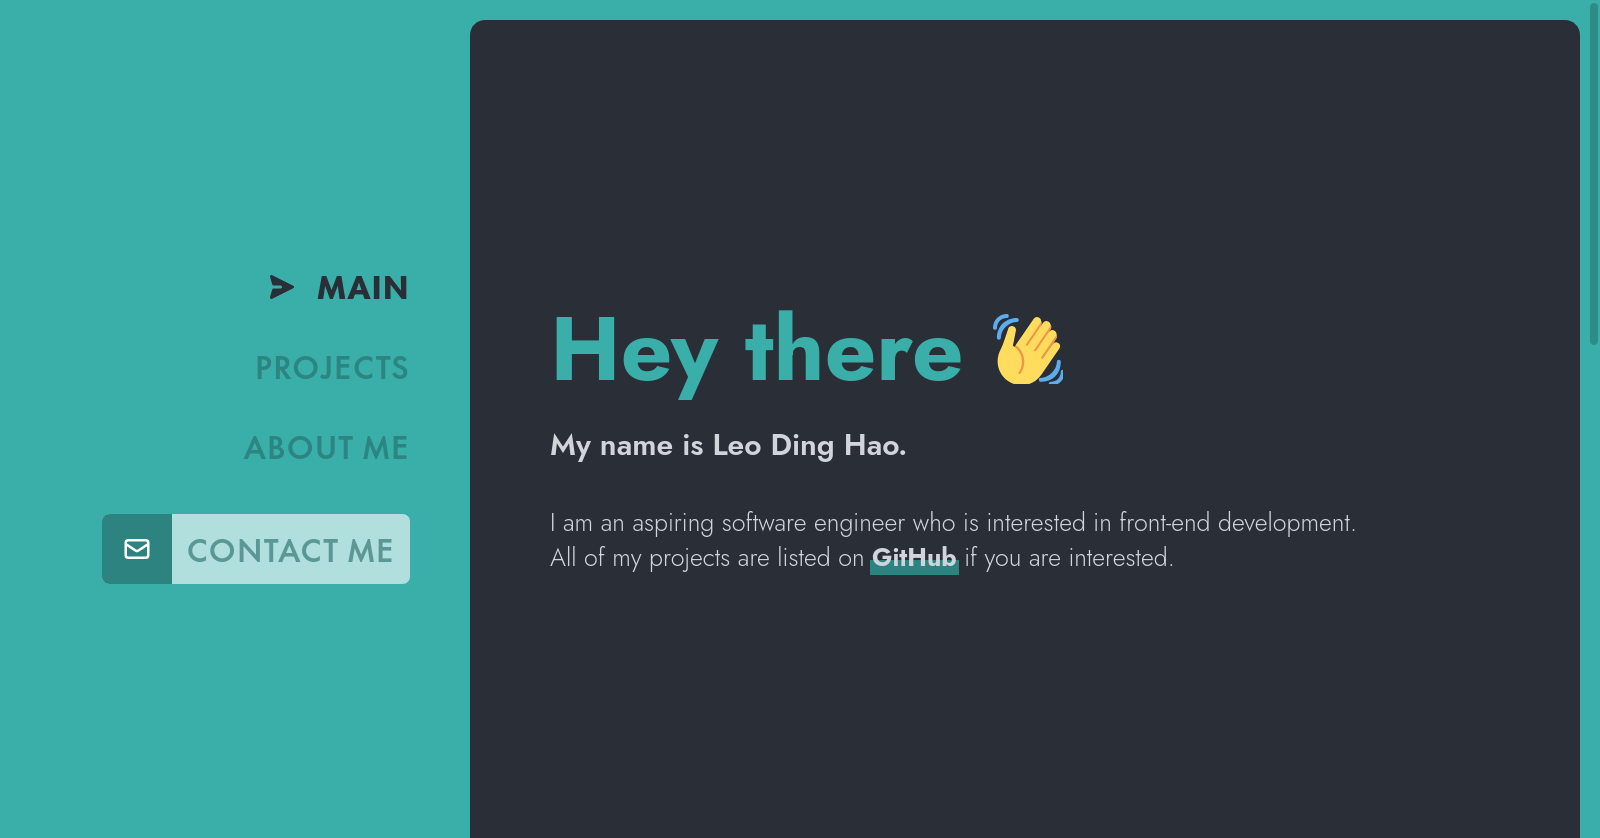 MAIN
PROJECTS
ABOUT ME
CONTACT ME
Hey there 👋
My name is Leo Ding Hao.
I am an aspiring software engineer who is interested in front-end development.
All of my projects are listed on GitHub if you are interested.